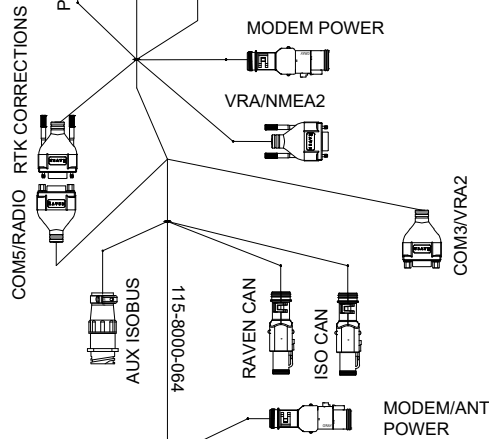 P
MODEM POWER
RTK CORRECTIONS
VRA/NMEA2
COM5/RADIO
COM3/VRA2
AUX ISOBUS
115-8000-064
RAVEN CAN
ISO CAN
MODEM/ANT
POWER